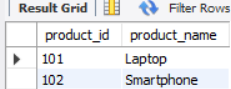 Result Grid Filter Rows
product_id product_name
101 Laptop
102 Smartphone